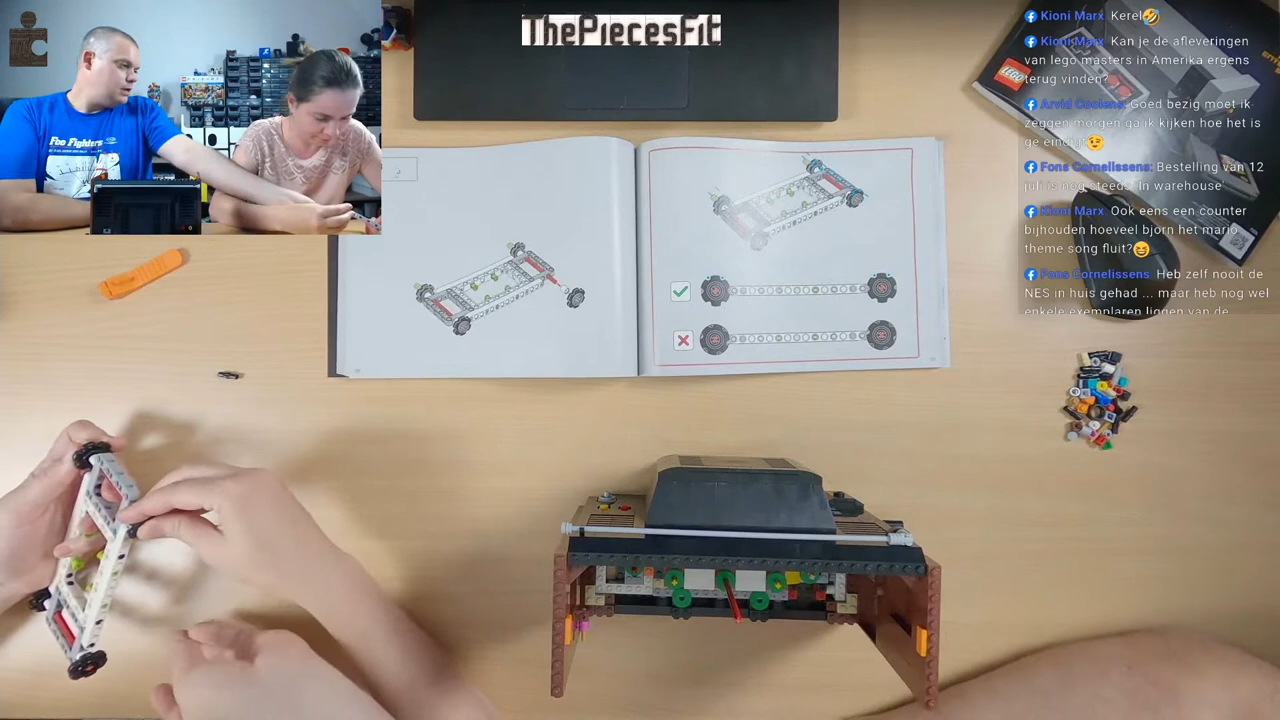 ThePiecesFit
Foo Fighters
LEGO
Kioni Marx Kerel🤣
Kioni Marx Kan je de afleveringen
van lego masters in Amerika ergens
terug vinden?
Arvid Coolens: Goed bezig moet ik
zeggen morgen ga ik kijken hoe het is
ge eindigt😉
Fons Cornelissens: Bestelling van 12
juli is nog steeds: In warehouse
Kioni Marx Ook eens een counter
bijhouden hoeveel bjorn het mario
theme song fluit?😆
Fons Cornelissens Heb zelf nooit de
NES in huis gehad ... maar heb nog wel
enkele exemplaren liggen van de